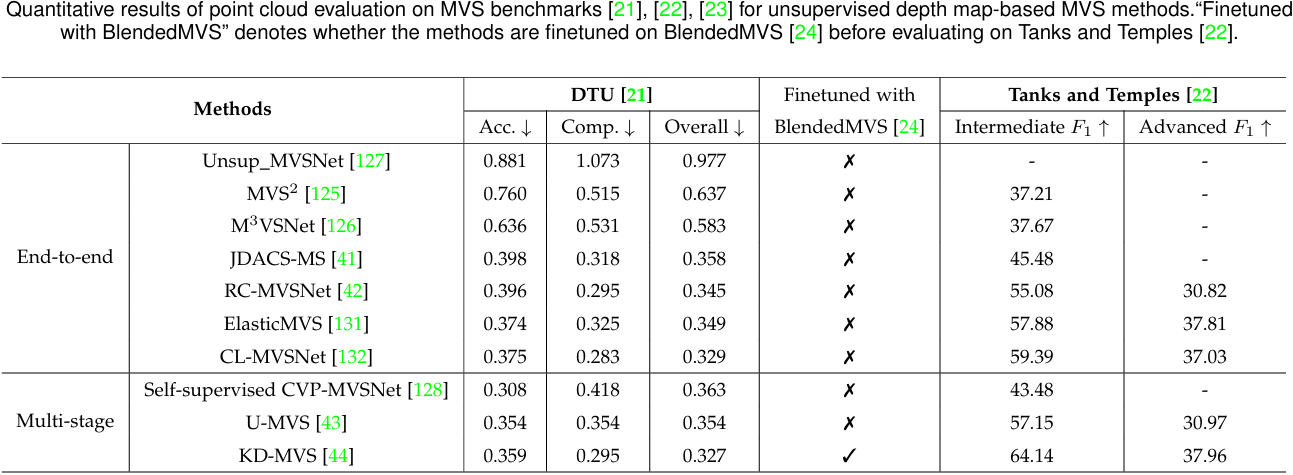 Quantitative results of point cloud evaluation on MVS benchmarks [21], [22], [23] for unsupervised depth map-based MVS methods.“Finetuned
with BlendedMVS” denotes whether the methods are finetuned on BlendedMVS [24] before evaluating on Tanks and Temples [22].
Methods DTU [21] Finetuned with BlendedMVS [24] Tanks and Temples [22]
Acc. ↓ Comp. ↓ Overall ↓ Intermediate F₁ ↑ Advanced F₁ ↑
End-to-end
Unsup_MVSNet [127] 0.881 1.073 0.977 ✗ - -
MVS² [125] 0.760 0.515 0.637 ✗ 37.21 -
M³VSNet [126] 0.636 0.531 0.583 ✗ 37.67 -
JDACS-MS [41] 0.398 0.318 0.358 ✗ 45.48 -
RC-MVSNet [42] 0.396 0.295 0.345 ✗ 55.08 30.82
ElasticMVS [131] 0.374 0.325 0.349 ✗ 57.88 37.81
CL-MVSNet [132] 0.375 0.283 0.329 ✗ 59.39 37.03
Multi-stage
Self-supervised CVP-MVSNet [128] 0.308 0.418 0.363 ✗ 43.48 -
U-MVS [43] 0.354 0.354 0.354 ✗ 57.15 30.97
KD-MVS [44] 0.359 0.295 0.327 ✓ 64.14 37.96